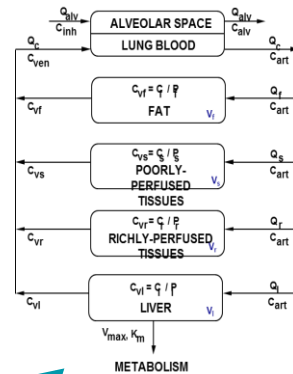 Qalv
Cinh
ALVEOLAR SPACE
Qalv
Calv
Qc
Cven
LUNG BLOOD
Qc
Cart
Cvf = Cf / Pf
FAT
Vf
Cvf
Qf
Cart
Cvs = Cs / Ps
POORLY-
PERFUSED
TISSUES
Vs
Cvs
Qs
Cart
Cvr = Cr / Pr
RICHLY-PERFUSED
TISSUES
Vr
Cvr
Qr
Cart
Cvl = Cl / Pl
LIVER
Vl
Cvl
Ql
Cart
Vmax, Km
METABOLISM